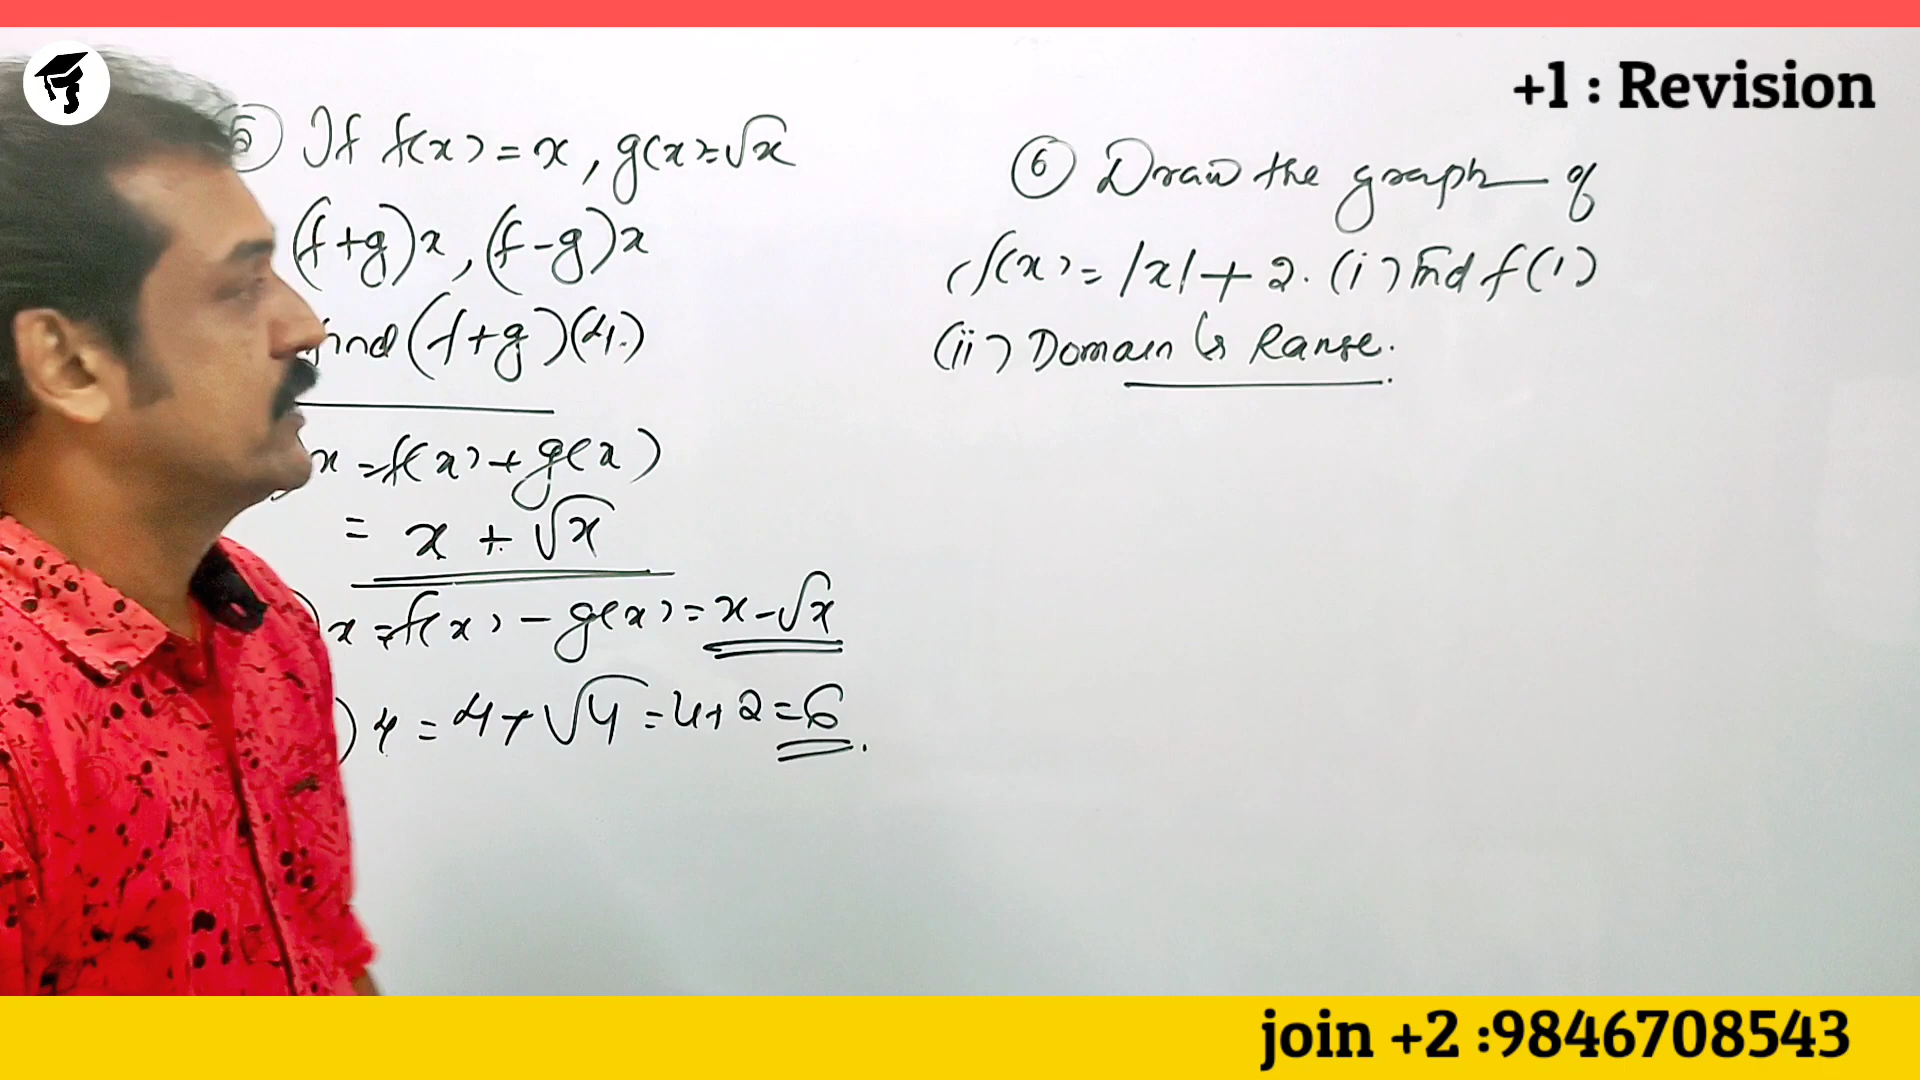 +1 : Revision
5 If f(x) = x, g(x) = √x
(f+g)x, (f-g)x
find (f+g)(4)
x = f(x) + g(x)
= x + √x
)x = f(x) - g(x) = x - √x
) 4 = 4 + √4 = 4 + 2 = 6.
6 Draw the graph of
f(x) = |x| + 2. (i) find f(1)
(ii) Domain & Range.
join +2 :9846708543